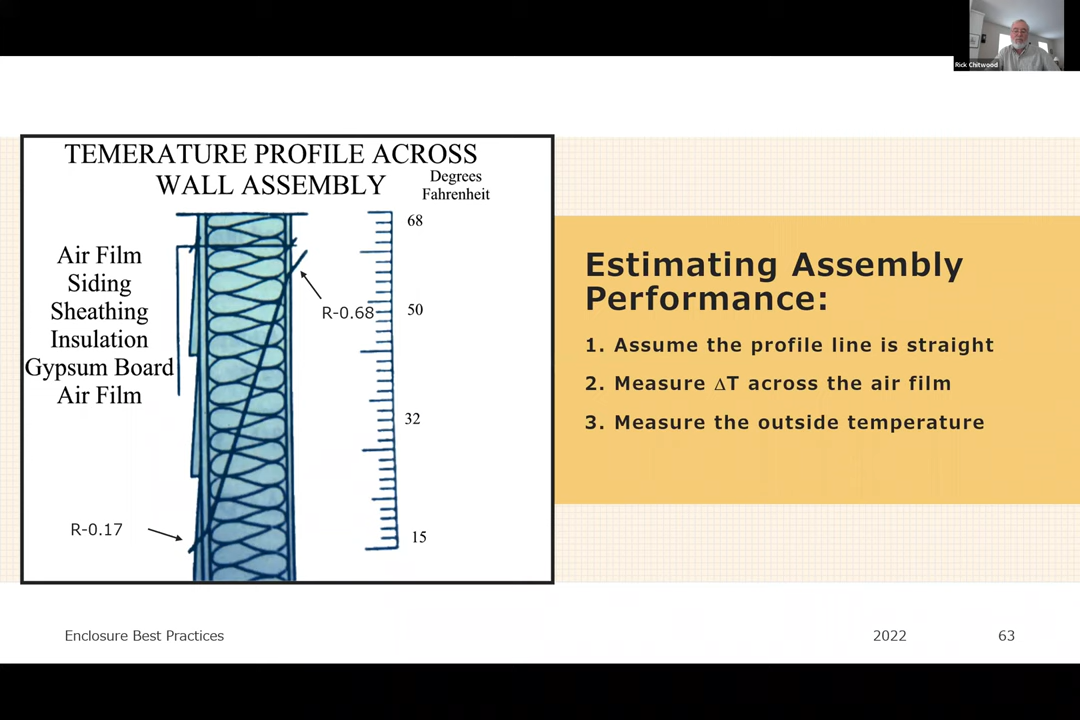 Rick Chitwood
TEMERATURE PROFILE ACROSS
WALL ASSEMBLY
Degrees
Fahrenheit
68
50
32
15
Air Film
Siding
Sheathing
Insulation
Gypsum Board
Air Film
R-0.68
R-0.17
Estimating Assembly
Performance:
1. Assume the profile line is straight
2. Measure ΔT across the air film
3. Measure the outside temperature
Enclosure Best Practices
2022
63